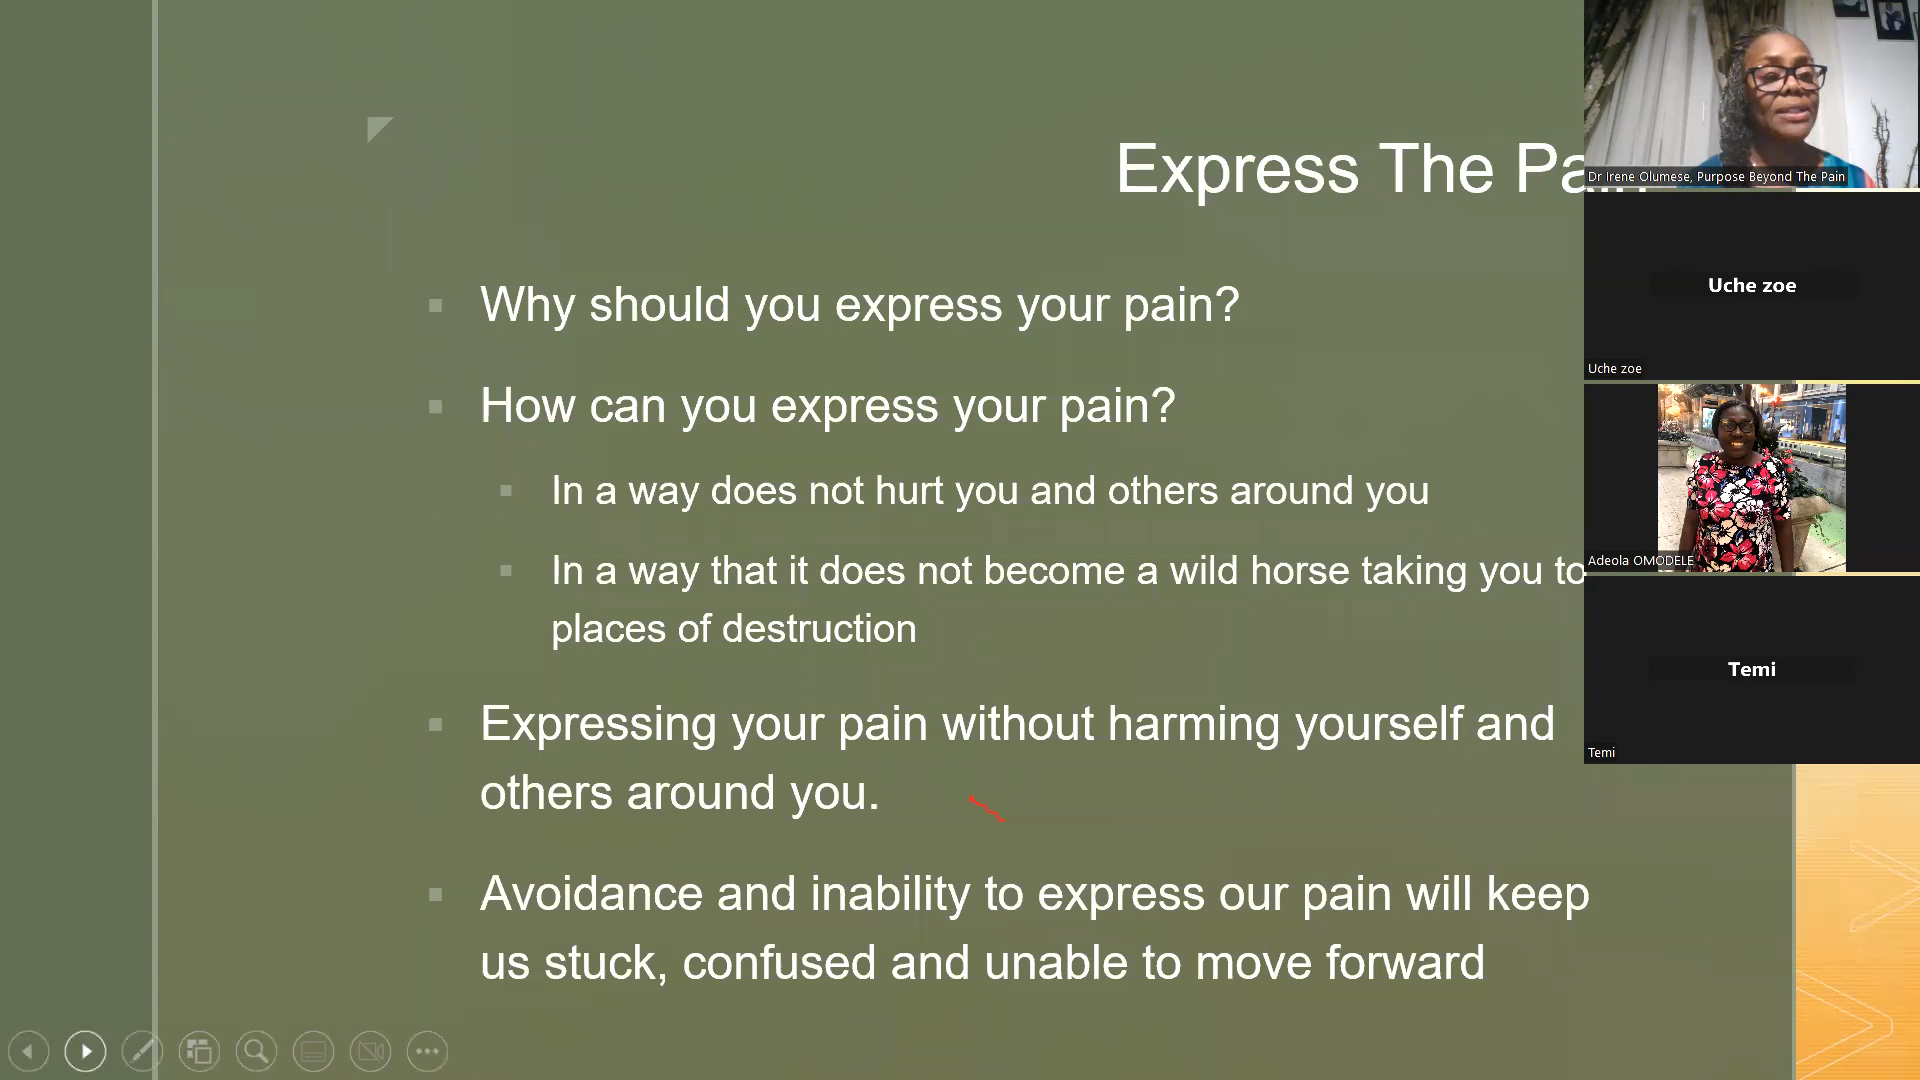 Express The Pain
Why should you express your pain?
How can you express your pain?
In a way does not hurt you and others around you
In a way that it does not become a wild horse taking you to
places of destruction
Expressing your pain without harming yourself and
others around you.
Avoidance and inability to express our pain will keep
us stuck, confused and unable to move forward
Dr Irene Olumese, Purpose Beyond The Pain
Uche zoe
Uche zoe
Adeola OMODELE
Temi
Temi